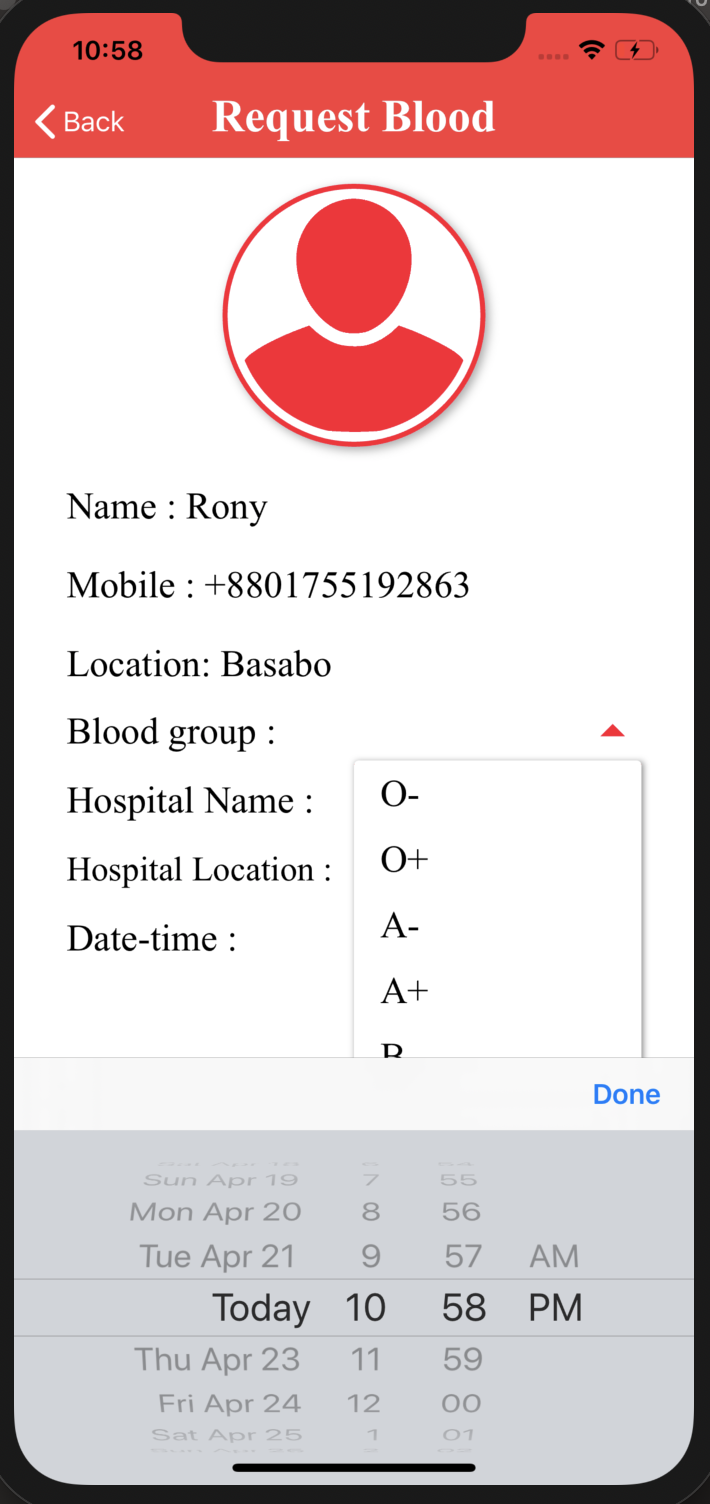 10:58
Back
Request Blood
Name : Rony
Mobile : +8801755192863
Location: Basabo
Blood group :
O-
Hospital Name :
O+
Hospital Location :
A-
Date-time :
A+
B
Done
Sun Apr 19 7 55
Mon Apr 20 8 56
Tue Apr 21 9 57 AM
Today 10 58 PM
Thu Apr 23 11 59
Fri Apr 24 12 00
Sat Apr 25 1 01